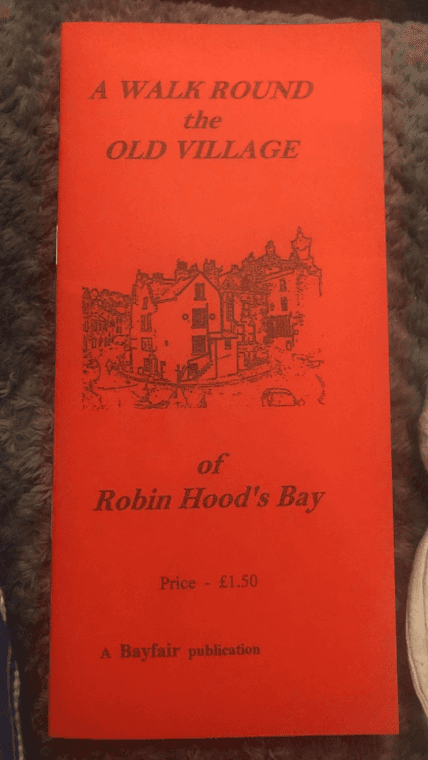 A WALK ROUND
the
OLD VILLAGE
of
Robin Hood's Bay
Price - £1.50
A Bayfair publication